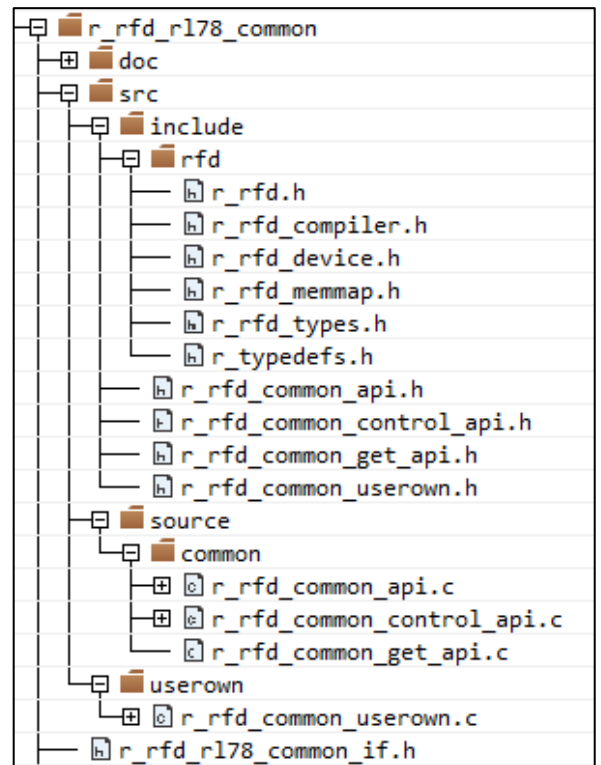 r_rfd_rl78_common
doc
src
include
rfd
r_rfd.h
r_rfd_compiler.h
r_rfd_device.h
r_rfd_memmap.h
r_rfd_types.h
r_typedefs.h
r_rfd_common_api.h
r_rfd_common_control_api.h
r_rfd_common_get_api.h
r_rfd_common_userown.h
source
common
r_rfd_common_api.c
r_rfd_common_control_api.c
r_rfd_common_get_api.c
userown
r_rfd_common_userown.c
r_rfd_rl78_common_if.h